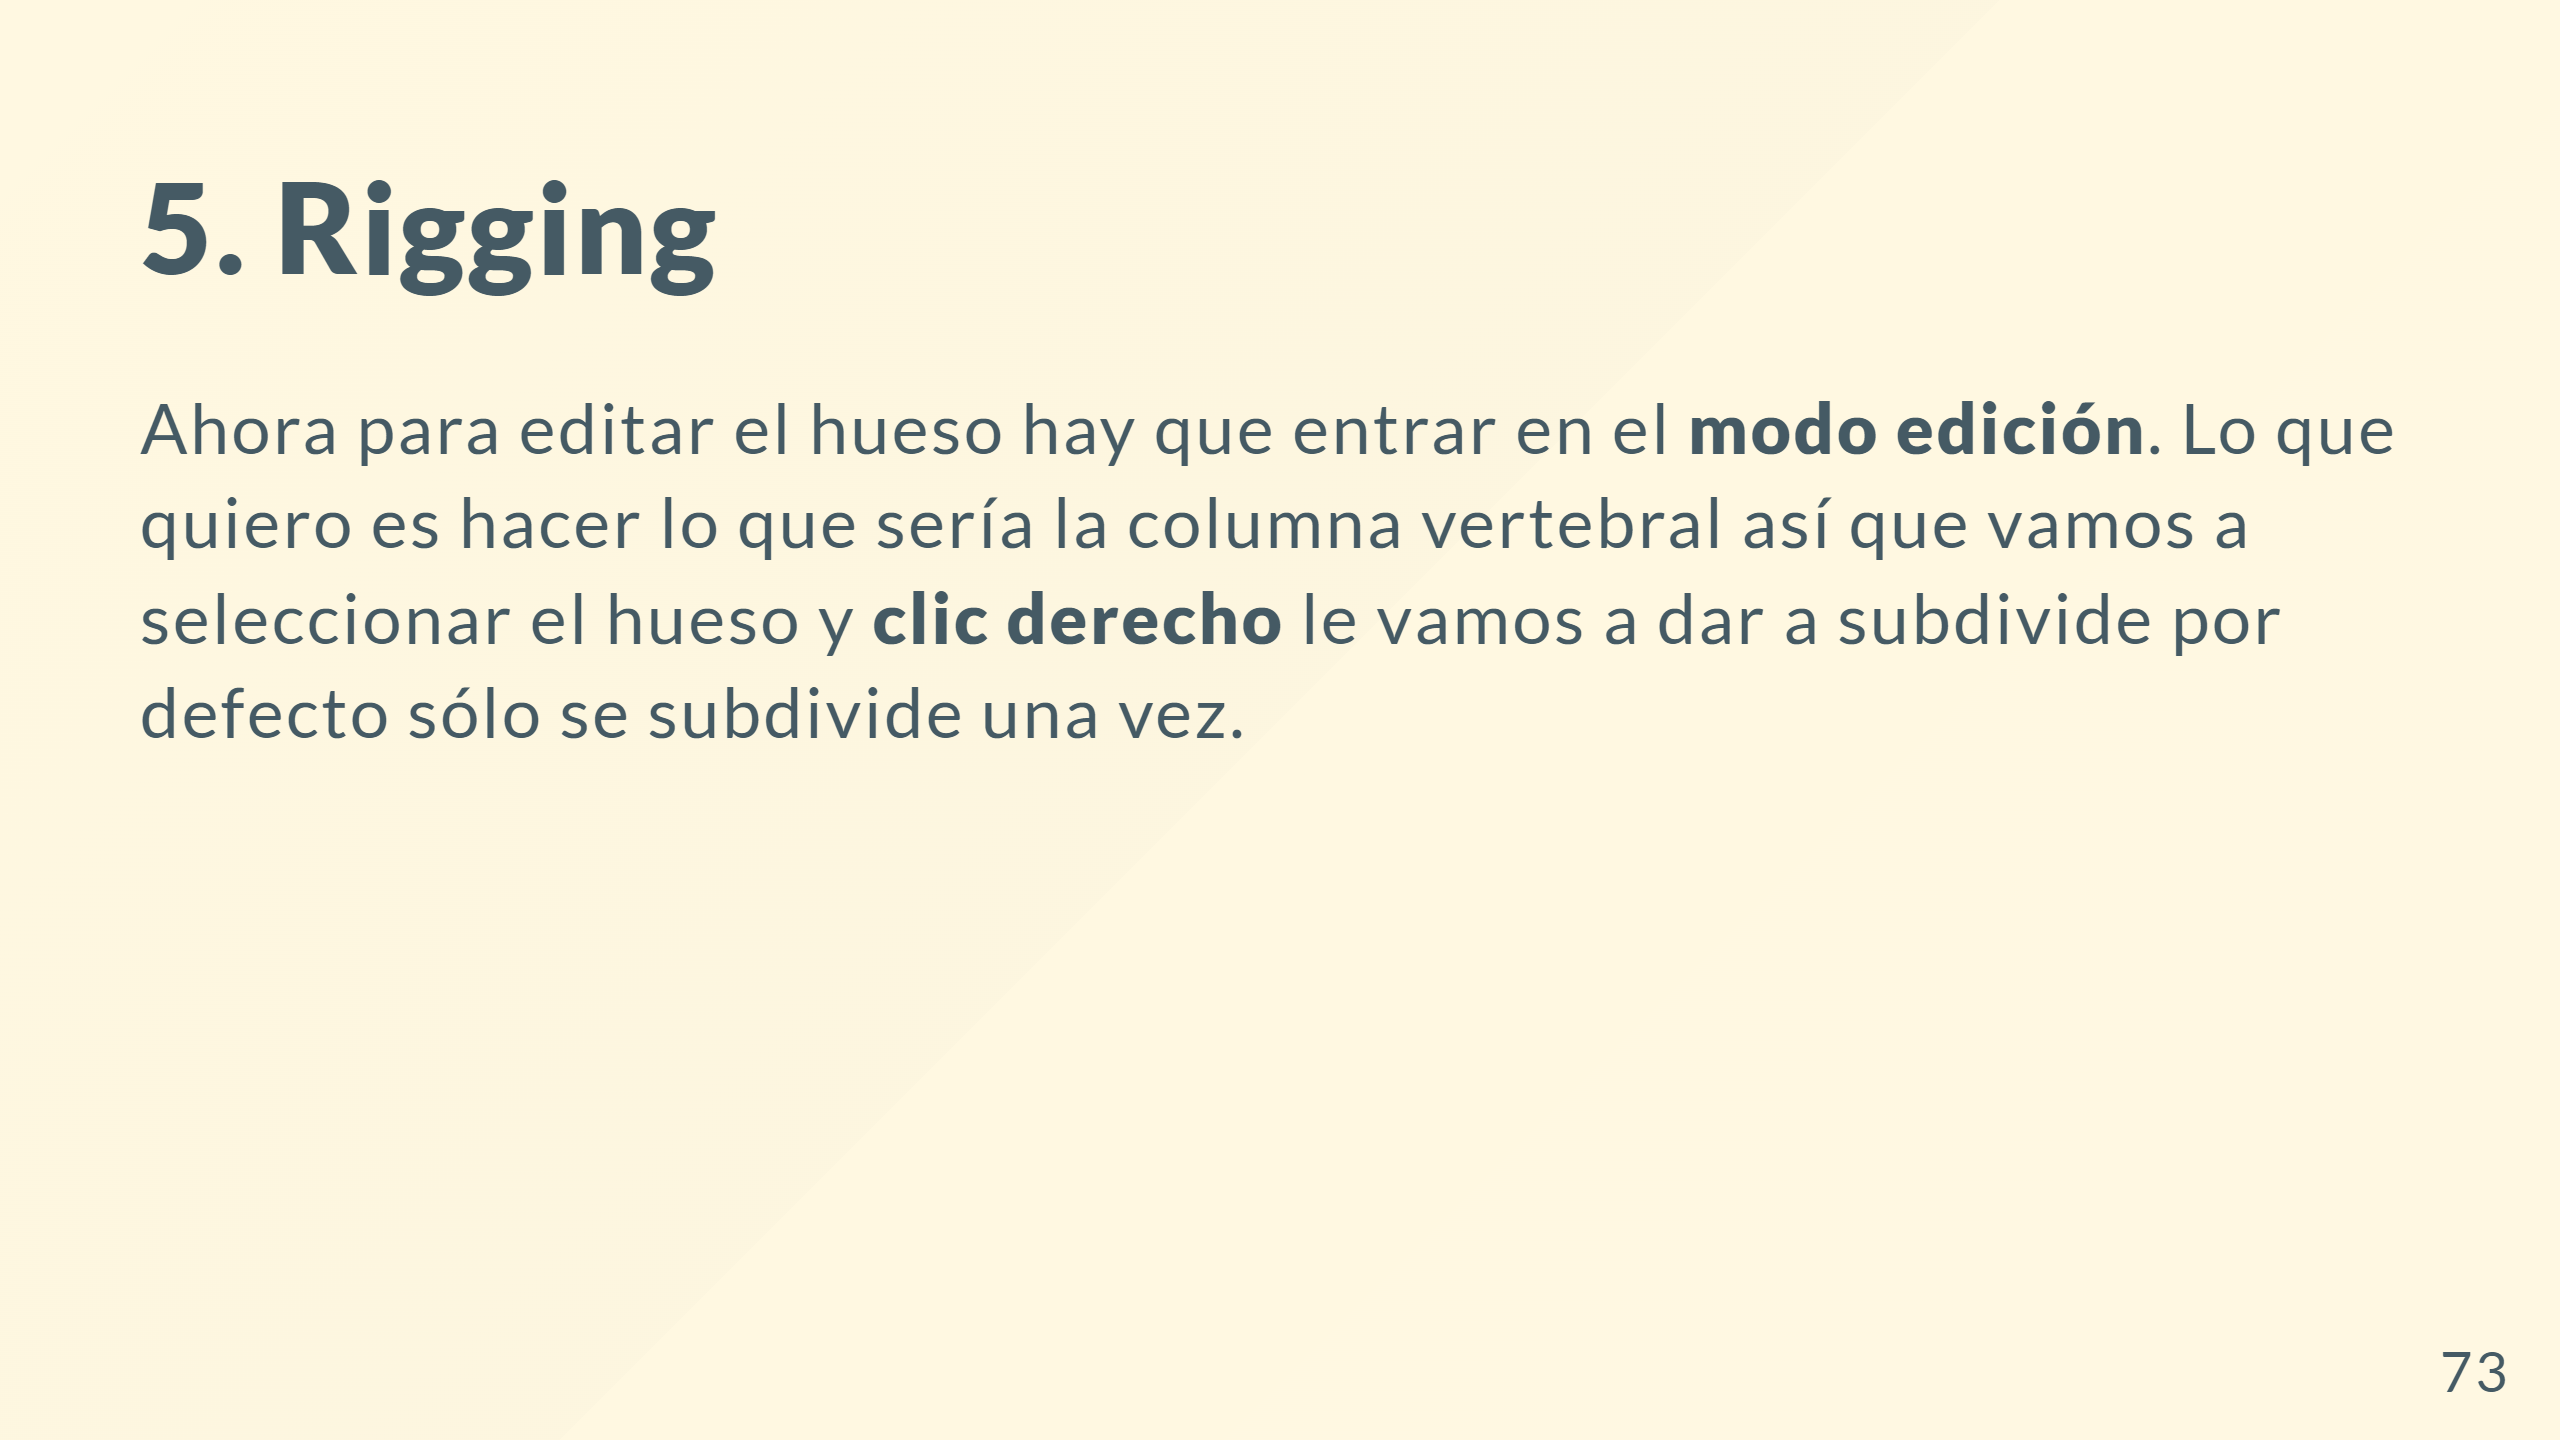 5. Rigging
Ahora para editar el hueso hay que entrar en el modo edición. Lo que
quiero es hacer lo que sería la columna vertebral así que vamos a
seleccionar el hueso y clic derecho le vamos a dar a subdivide por
defecto sólo se subdivide una vez.
73